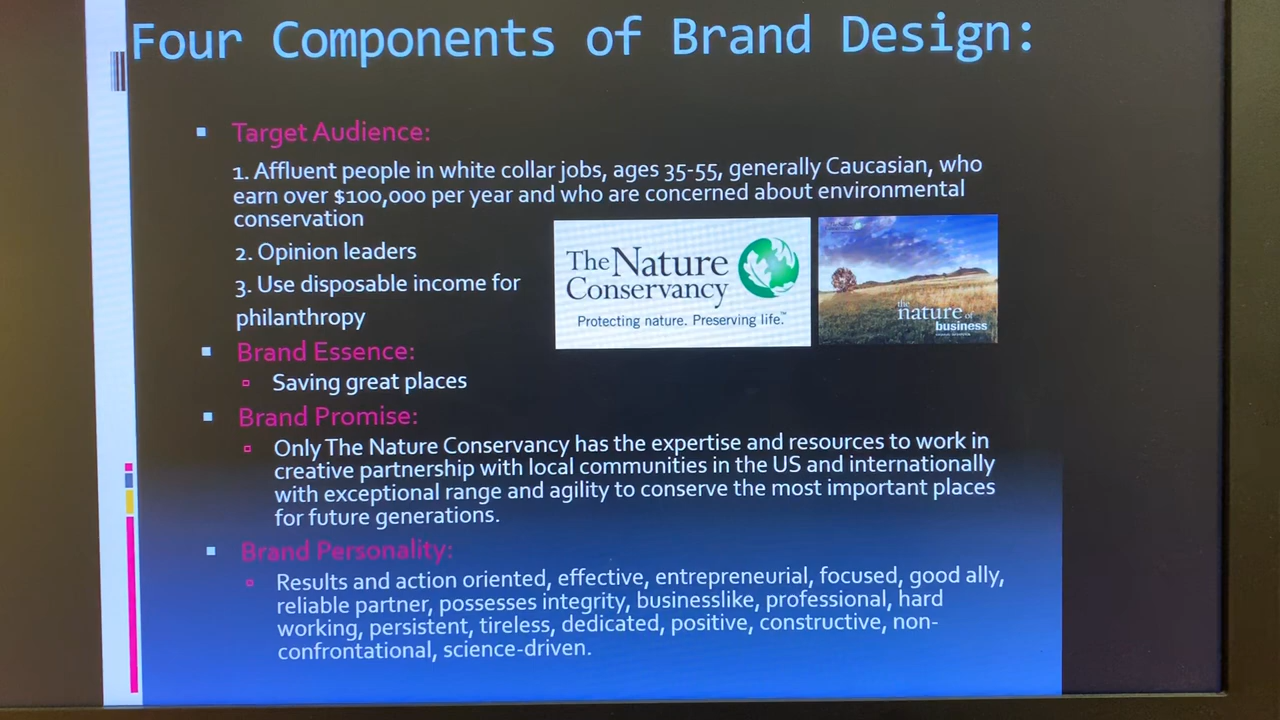 Four Components of Brand Design:
Target Audience:
1. Affluent people in white collar jobs, ages 35-55, generally Caucasian, who
earn over $100,000 per year and who are concerned about environmental
conservation
2. Opinion leaders
3. Use disposable income for
philanthropy
The Nature
Conservancy
Protecting nature. Preserving life.™
the
nature of
business
Brand Essence:
Saving great places
Brand Promise:
Only The Nature Conservancy has the expertise and resources to work in
creative partnership with local communities in the US and internationally
with exceptional range and agility to conserve the most important places
for future generations.
Brand Personality:
Results and action oriented, effective, entrepreneurial, focused, good ally,
reliable partner, possesses integrity, businesslike, professional, hard
working, persistent, tireless, dedicated, positive, constructive, non-
confrontational, science-driven.